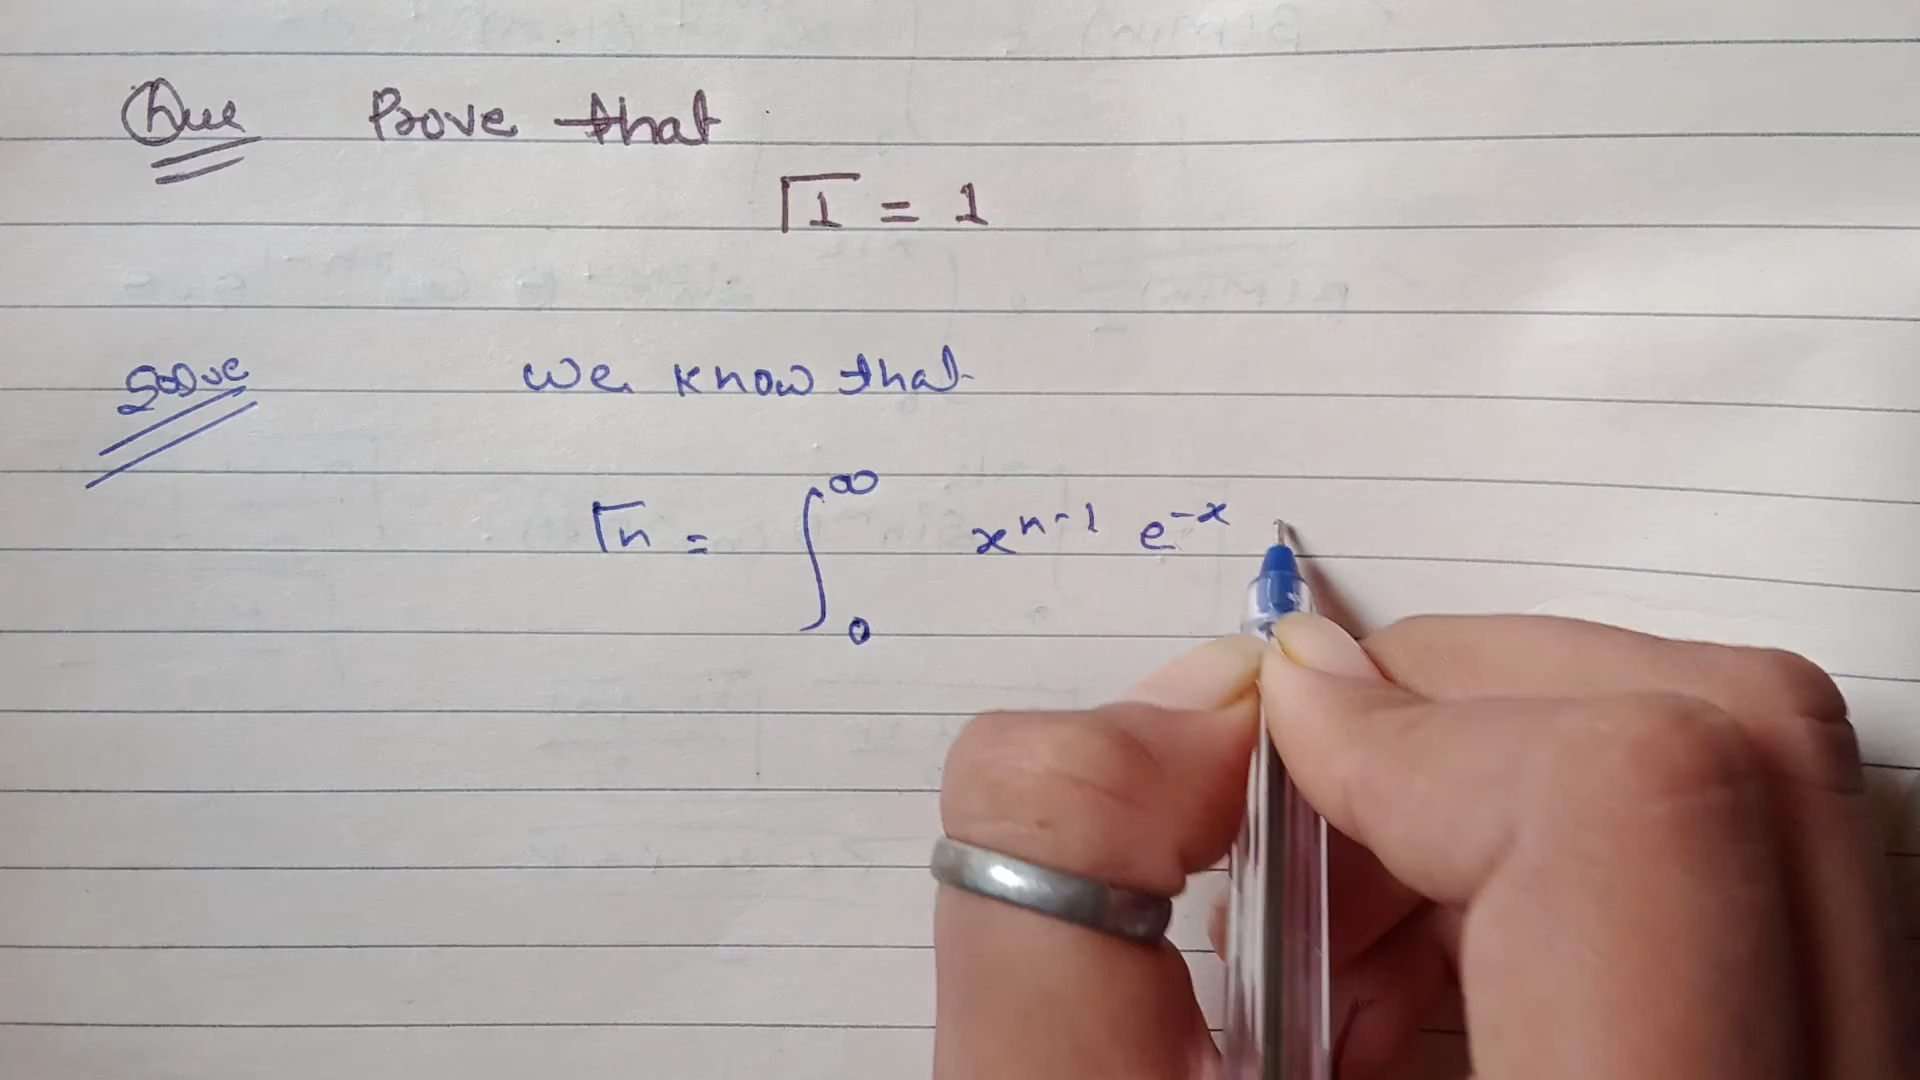 Que Prove that
Γ1 = 1
Solve We know that
Γn = ∫₀^∞ x^n-1 e^-x